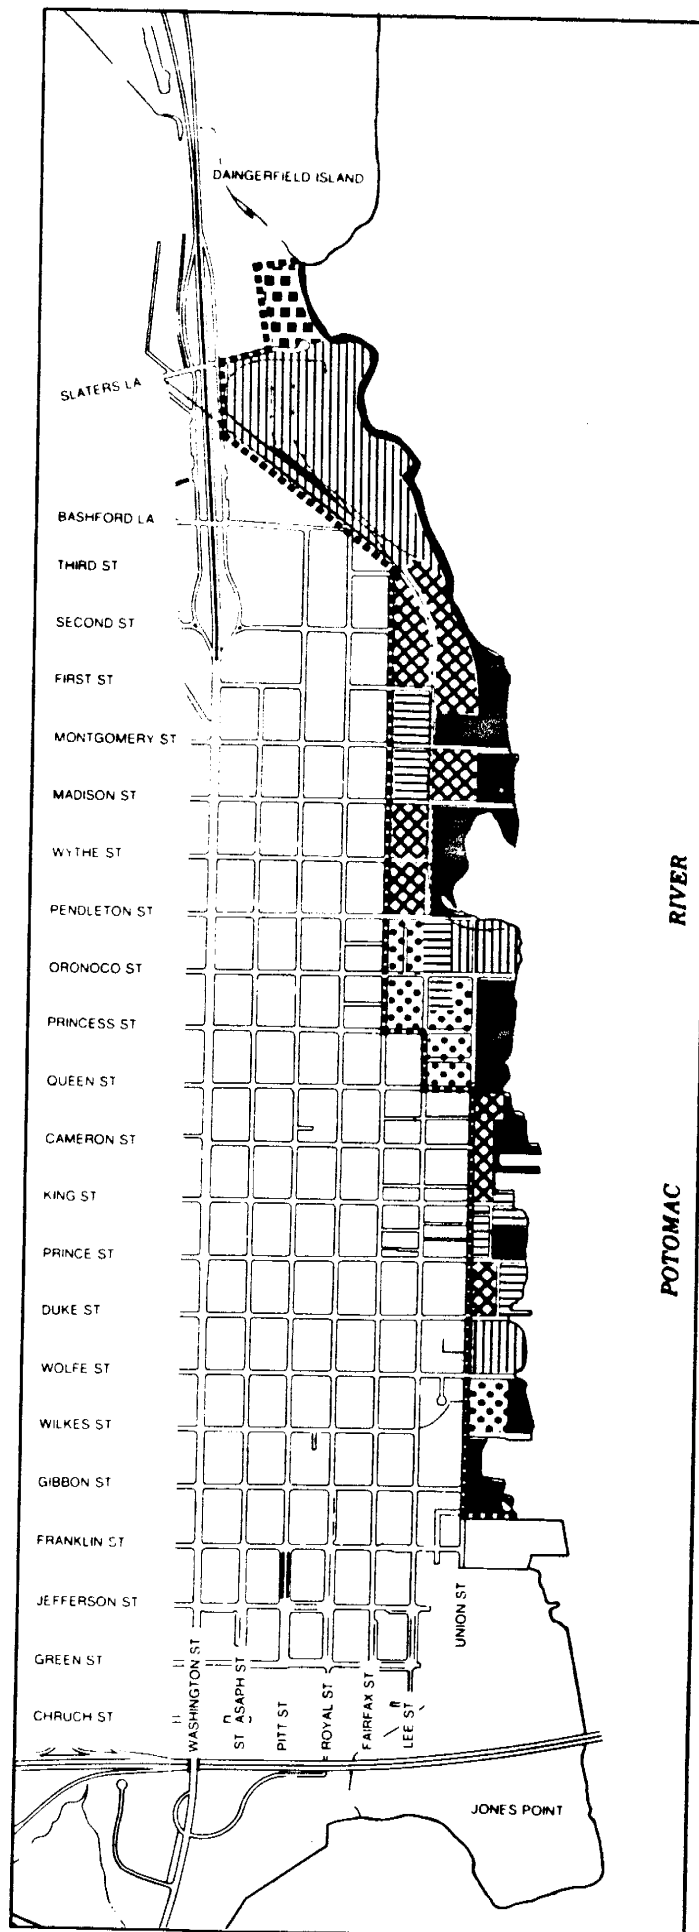 DAINGERFIELD ISLAND
SLATERS LA
BASHFORD LA
THIRD ST
SECOND ST
FIRST ST
MONTGOMERY ST
MADISON ST
WYTHE ST
PENDLETON ST
ORONOCO ST
PRINCESS ST
QUEEN ST
CAMERON ST
KING ST
PRINCE ST
DUKE ST
WOLFE ST
WILKES ST
GIBBON ST
FRANKLIN ST
JEFFERSON ST
GREEN ST
CHRUCH ST
WASHINGTON ST
ST ASAPH ST
PITT ST
ROYAL ST
FAIRFAX ST
LEE ST
UNION ST
JONES POINT
POTOMAC RIVER